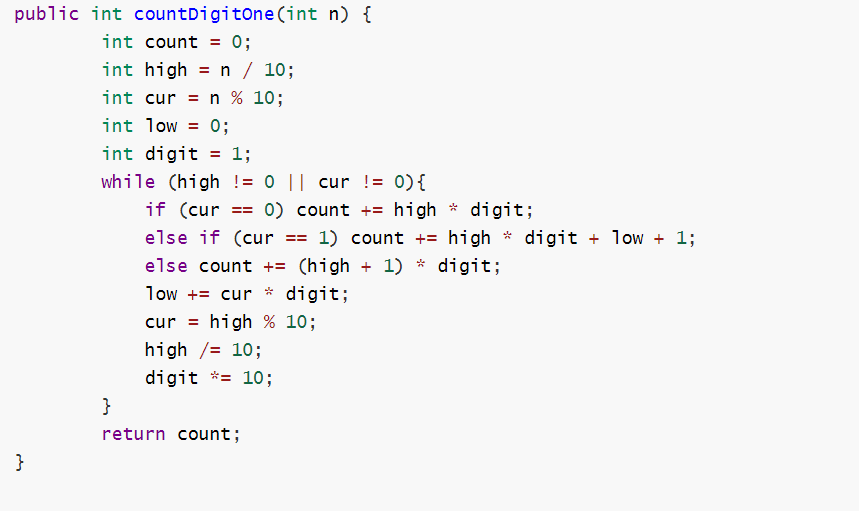 public int countDigitOne(int n) {
        int count = 0;
        int high = n / 10;
        int cur = n % 10;
        int low = 0;
        int digit = 1;
        while (high != 0 || cur != 0){
            if (cur == 0) count += high * digit;
            else if (cur == 1) count += high * digit + low + 1;
            else count += (high + 1) * digit;
            low += cur * digit;
            cur = high % 10;
            high /= 10;
            digit *= 10;
        }
        return count;
}